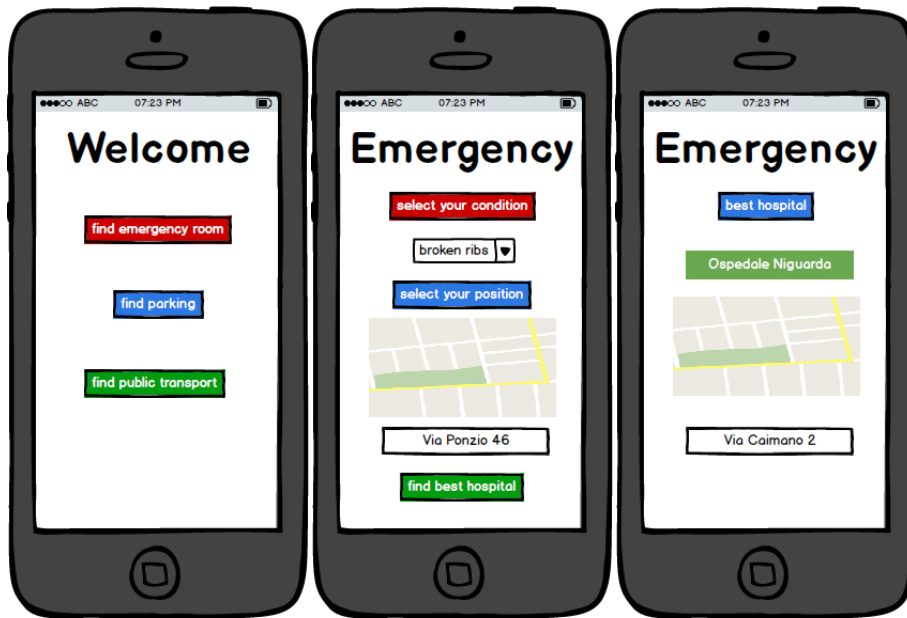 ABC 07:23 PM
Welcome
find emergency room
find parking
find public transport
ABC 07:23 PM
Emergency
select your condition
broken ribs
select your position
Via Ponzio 46
find best hospital
ABC 07:23 PM
Emergency
best hospital
Ospedale Niguarda
Via Caimano 2